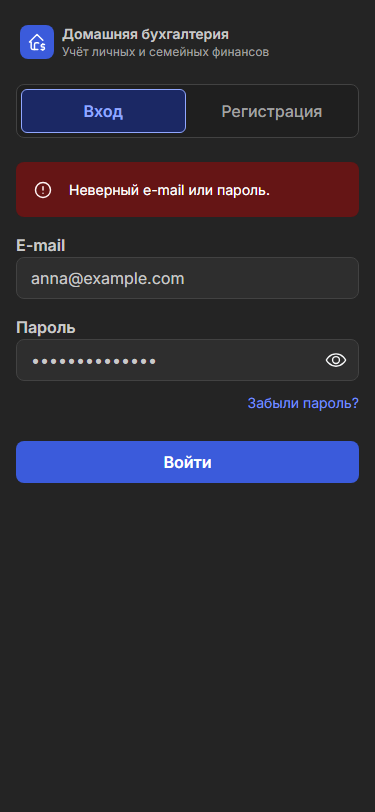 Домашняя бухгалтерия
Учёт личных и семейных финансов
Вход
Регистрация
Неверный e-mail или пароль.
E-mail
anna@example.com
Пароль
••••••••••••••
Забыли пароль?
Войти